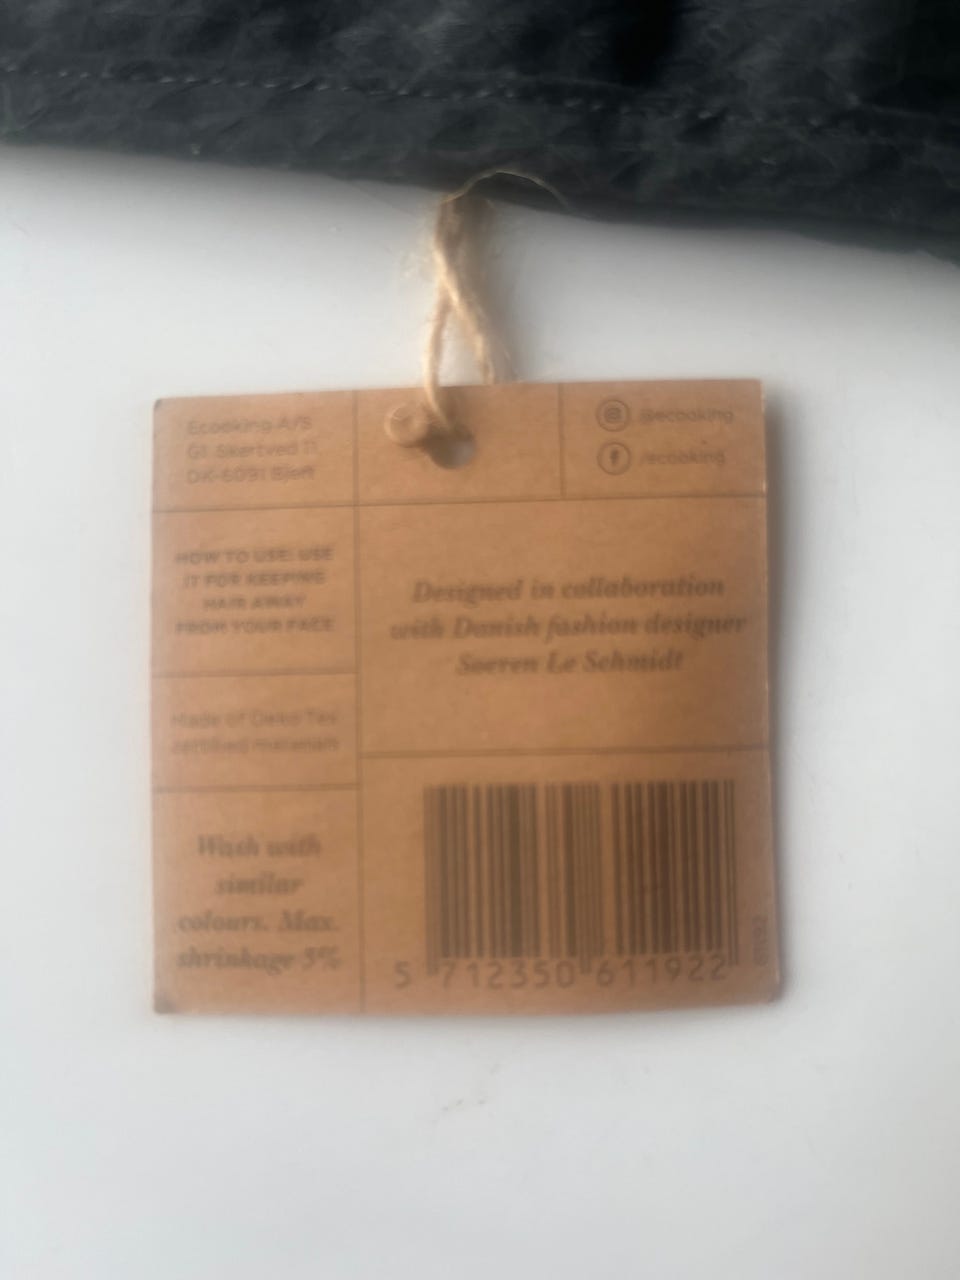 Ecooking A/S
Gl. Skartved 11
DK-6091 Bjert
@ecooking
/ecooking
HOW TO USE: USE
IT FOR KEEPING
HAIR AWAY
FROM YOUR FACE
Made of Oeko Tex
certified materials
Wash with
similar
colours. Max.
shrinkage 5%
Designed in collaboration
with Danish fashion designer
Soeren Le Schmidt
5 712350 611922
61192